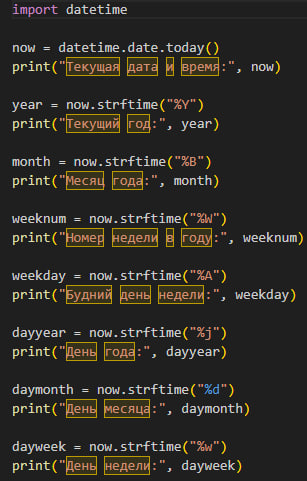 import datetime
now = datetime.date.today()
print("Текущая дата и время:", now)
year = now.strftime("%Y")
print("Текущий год:", year)
month = now.strftime("%B")
print("Месяц года:", month)
weeknum = now.strftime("%W")
print("Номер недели в году:", weeknum)
weekday = now.strftime("%A")
print("Будний день недели:", weekday)
dayyear = now.strftime("%j")
print("День года:", dayyear)
daymonth = now.strftime("%d")
print("День месяца:", daymonth)
dayweek = now.strftime("%w")
print("День недели:", dayweek)